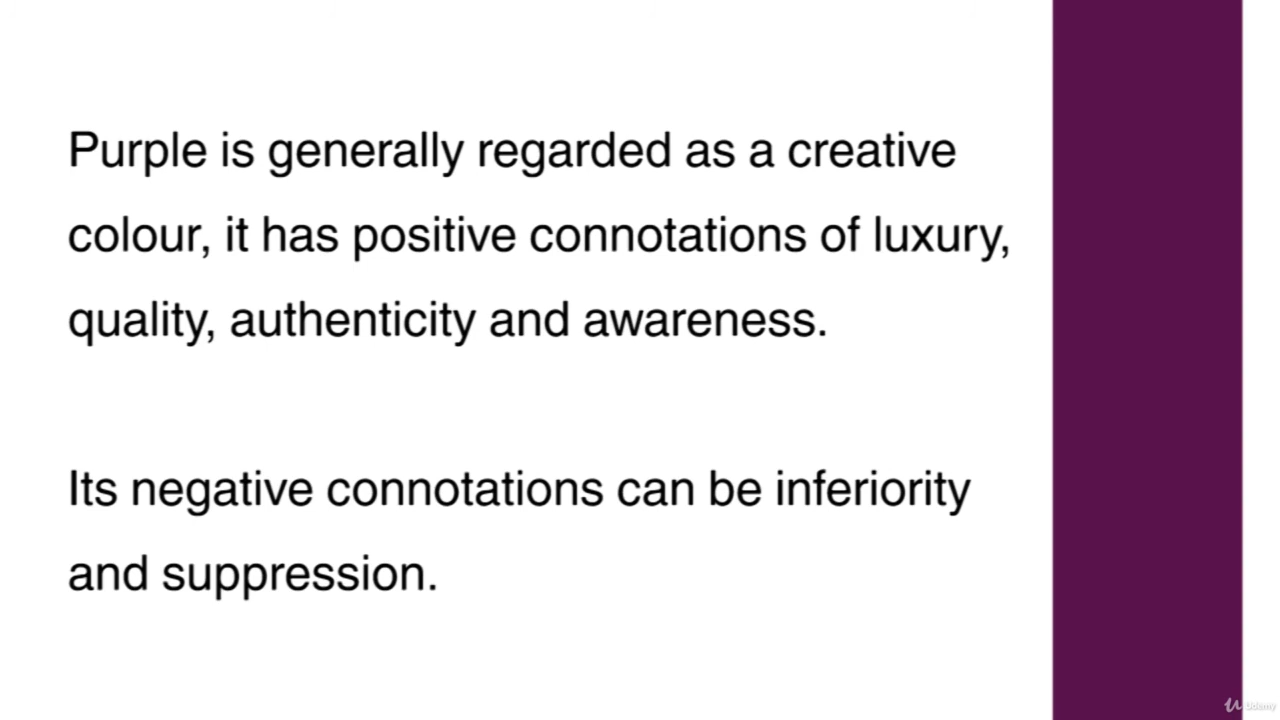 Purple is generally regarded as a creative
colour, it has positive connotations of luxury,
quality, authenticity and awareness.
Its negative connotations can be inferiority
and suppression.
Udemy